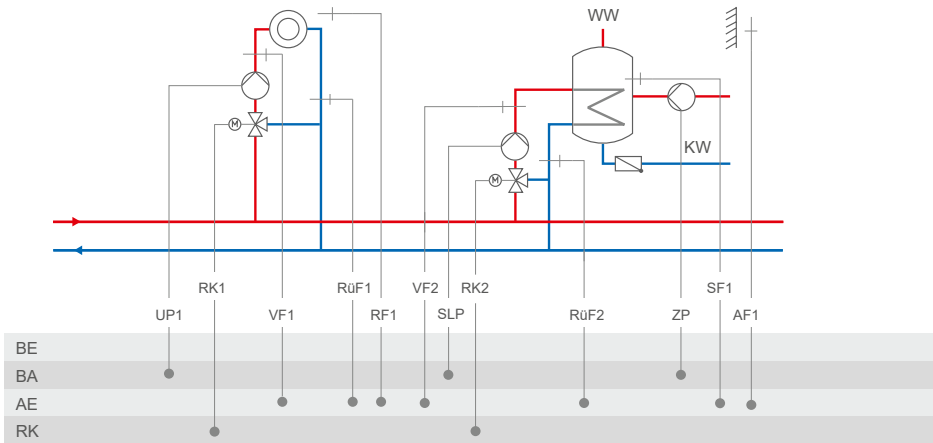 WW
M
KW
M
RK1
RüF1
VF2
RK2
SF1
UP1
VF1
RF1
SLP
RüF2
ZP
AF1
BE
BA
AE
RK